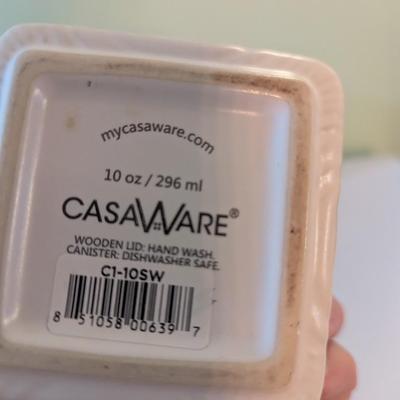 mycasaware.com
10 oz / 296 ml
CASAWARE®
WOODEN LID: HAND WASH.
CANISTER: DISHWASHER SAFE.
C1-10SW
8 51058 00639 7